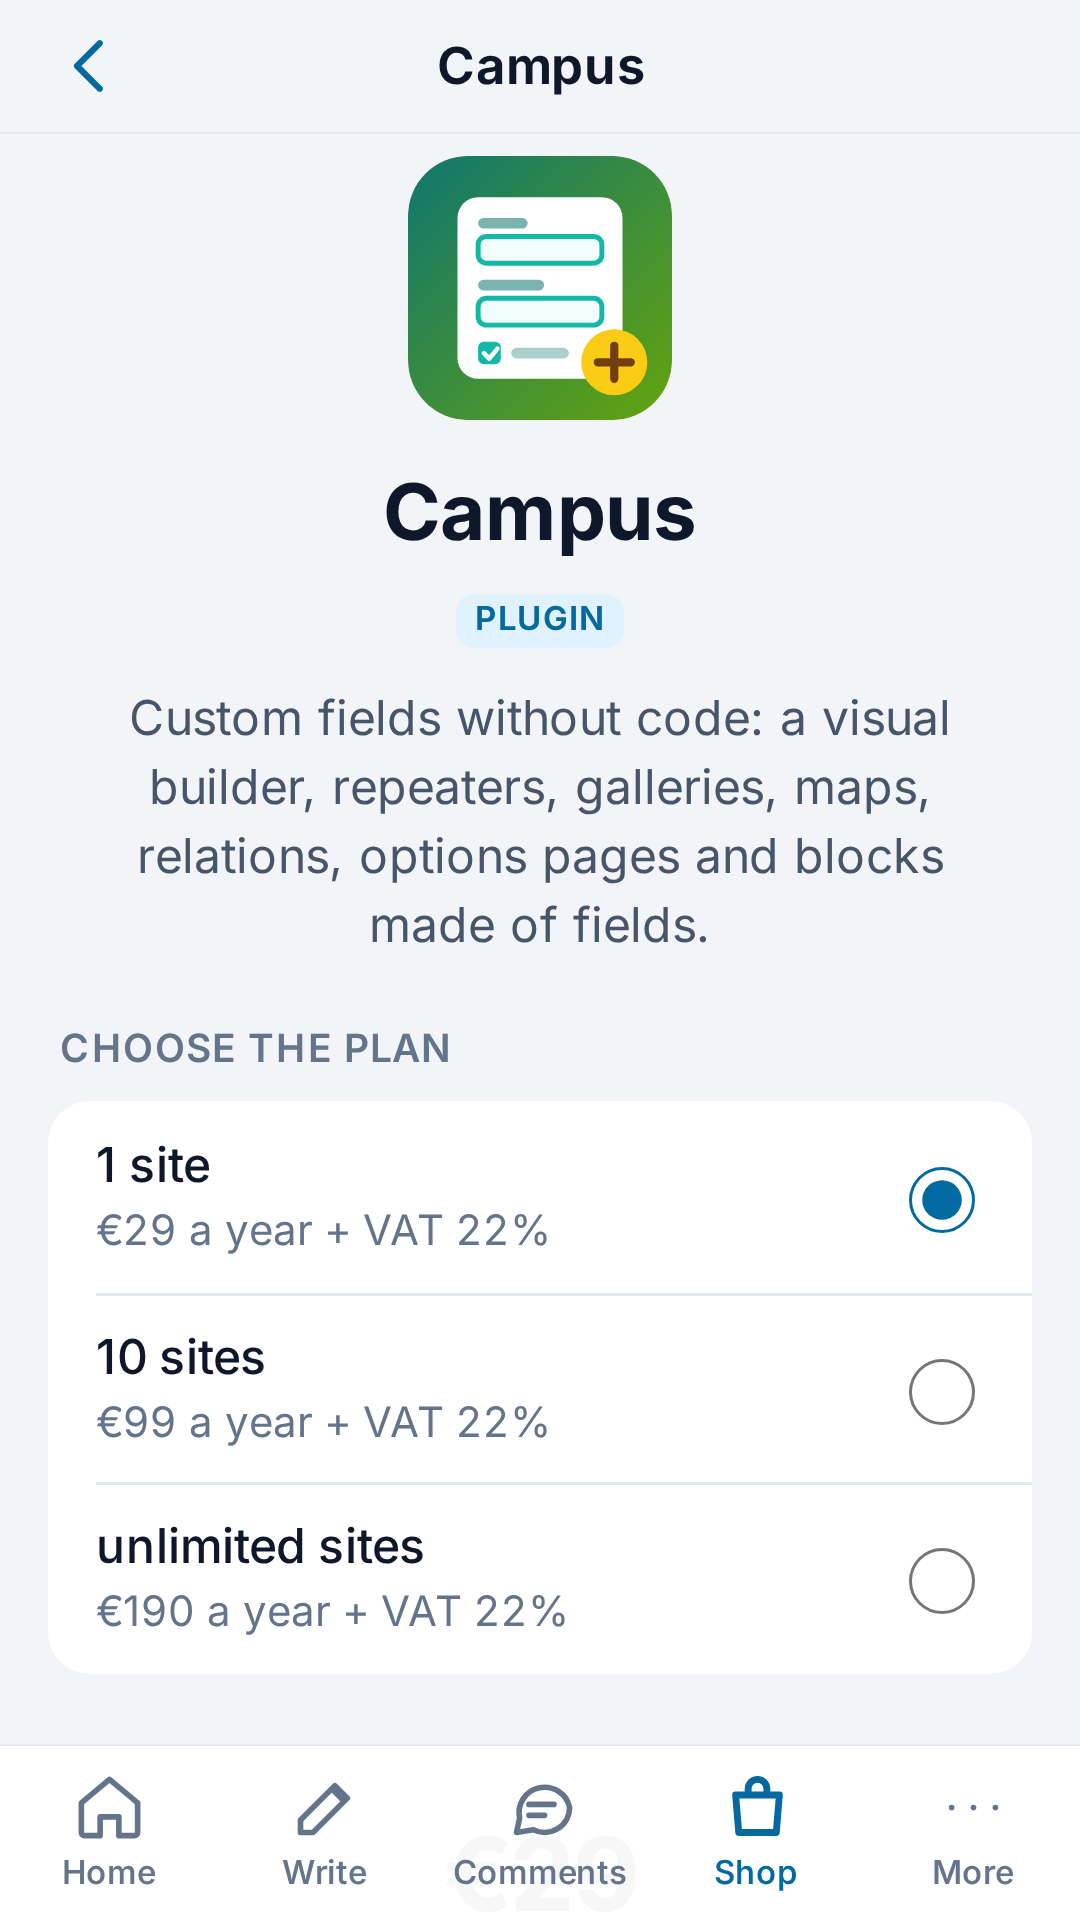 Campus
Campus
PLUGIN
Custom fields without code: a visual
builder, repeaters, galleries, maps,
relations, options pages and blocks
made of fields.
CHOOSE THE PLAN
1 site
€29 a year + VAT 22%
10 sites
€99 a year + VAT 22%
unlimited sites
€190 a year + VAT 22%
€29
Home
Write
Comments
Shop
More